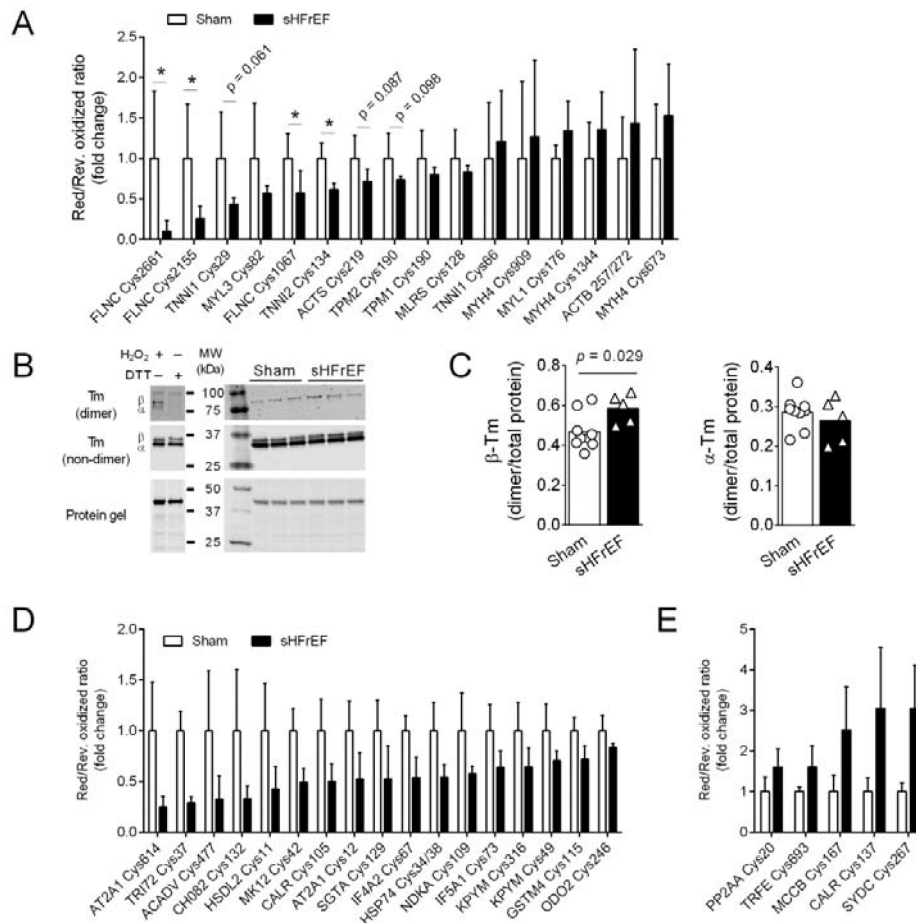 A
Sham sHFrEF
Red/Rev. oxidized ratio
(fold change)
2.5
2.0
1.5
1.0
0.5
0.0
* * p = 0.061 * * p = 0.087 p = 0.098
FLNC Cys2661
FLNC Cys2155
TNNI1 Cys29
MYL3 Cys82
FLNC Cys1067
TNNI2 Cys134
ACTS Cys219
TPM2 Cys190
TPM1 Cys190
MLRS Cys128
TNNI1 Cys66
MYH4 Cys909
MYL1 Cys176
MYH4 Cys1344
ACTB 257/272
MYH4 Cys673
B
H2O2 + –
DTT – +
MW
(kDa)
Sham sHFrEF
Tm
(dimer)
β
α
100
75
Tm
(non-dimer)
β
α
37
25
Protein gel
50
37
25
C
p = 0.029
β-Tm
(dimer/total protein)
0.8
0.6
0.4
0.2
0.0
Sham
sHFrEF
α-Tm
(dimer/total protein)
0.4
0.3
0.2
0.1
0.0
Sham
sHFrEF
D
Sham sHFrEF
Red/Rev. oxidized ratio
(fold change)
2.0
1.5
1.0
0.5
0.0
AT2A1 Cys614
TRI72 Cys37
ACADV Cys477
CH082 Cys132
HSDL2 Cys11
MK12 Cys42
CALR Cys105
AT2A1 Cys12
SGTA Cys129
IF4A2 Cys67
HSP74 Cys34/38
NDKA Cys109
IF5A1 Cys73
KPYM Cys316
KPYM Cys49
GSTM4 Cys115
ODO2 Cys246
E
Red/Rev. oxidized ratio
(fold change)
5
4
3
2
1
0
PP2AA Cys20
TRFE Cys693
MCCB Cys167
CALR Cys137
SYDC Cys267